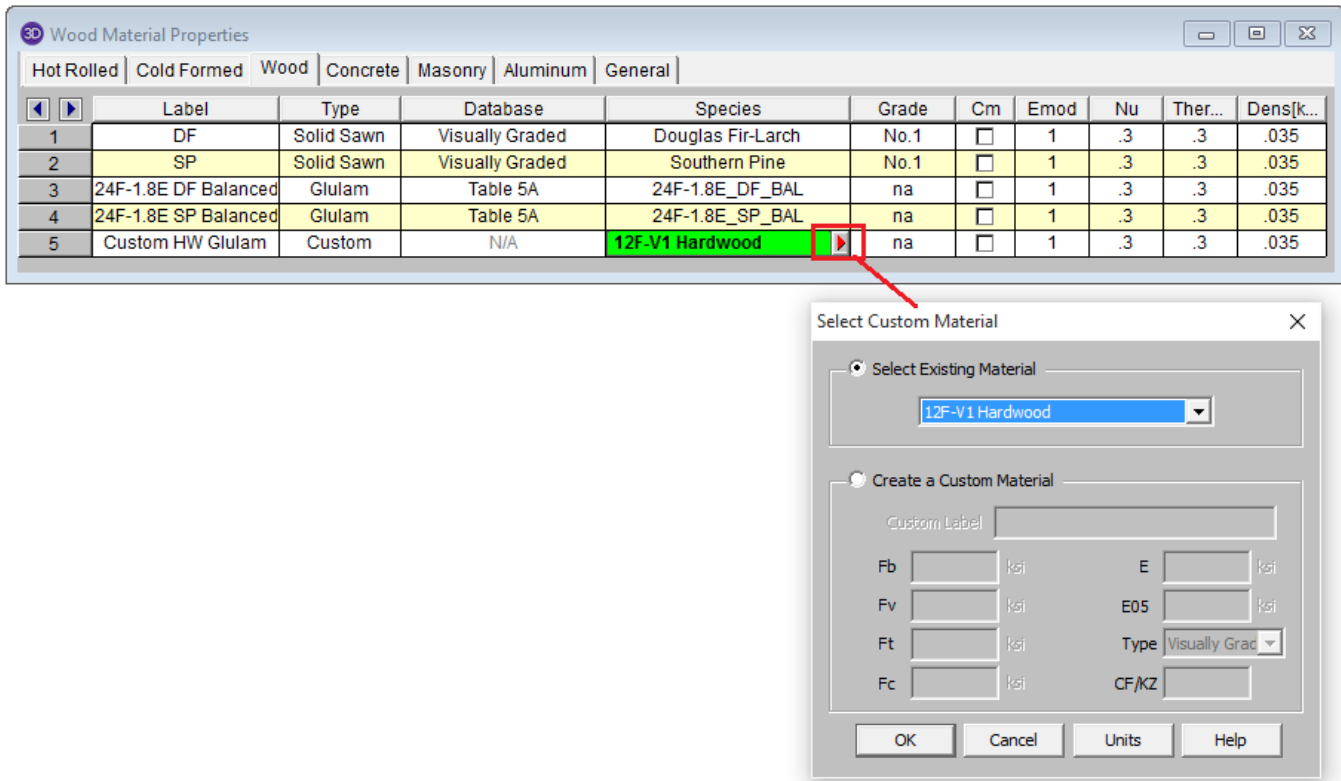 3D Wood Material Properties
Hot Rolled Cold Formed Wood Concrete Masonry Aluminum General
Label Type Database Species Grade Cm Emod Nu Ther... Dens[k...
1 DF Solid Sawn Visually Graded Douglas Fir-Larch No.1 1 .3 .3 .035
2 SP Solid Sawn Visually Graded Southern Pine No.1 1 .3 .3 .035
3 24F-1.8E DF Balanced Glulam Table 5A 24F-1.8E_DF_BAL na 1 .3 .3 .035
4 24F-1.8E SP Balanced Glulam Table 5A 24F-1.8E_SP_BAL na 1 .3 .3 .035
5 Custom HW Glulam Custom N/A 12F-V1 Hardwood na 1 .3 .3 .035
Select Custom Material
Select Existing Material
12F-V1 Hardwood
Create a Custom Material
Custom Label
Fb ksi E ksi
Fv ksi E05 ksi
Ft ksi Type Visually Grac
Fc ksi CF/KZ
OK Cancel Units Help